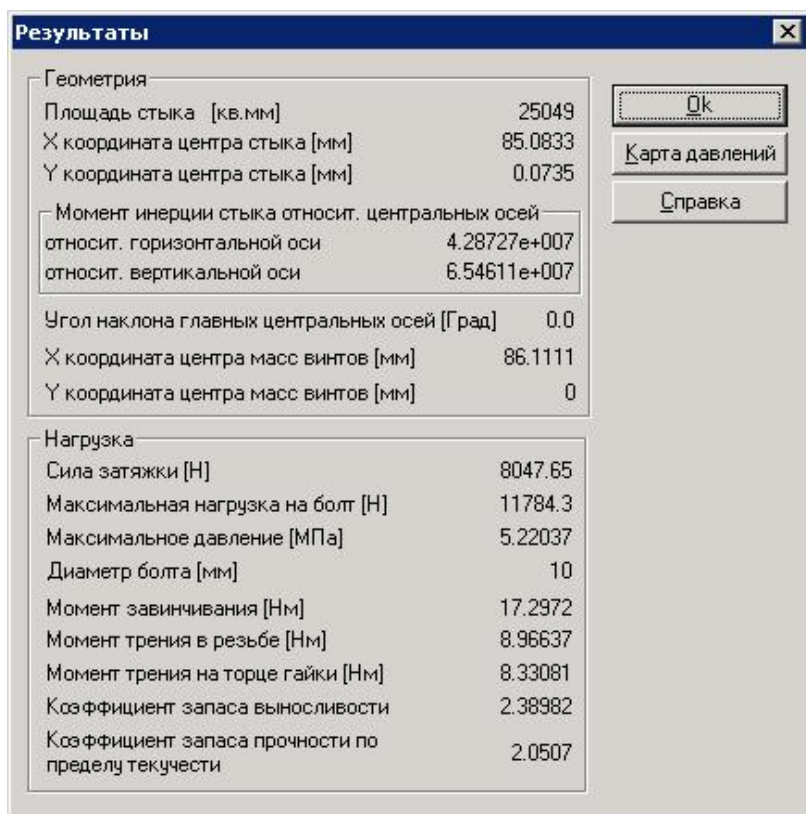 Результаты
Геометрия
Площадь стыка [кв.мм] 25049
X координата центра стыка [мм] 85.0833
Y координата центра стыка [мм] 0.0735
Момент инерции стыка относит. центральных осей
относит. горизонтальной оси 4.28727e+007
относит. вертикальной оси 6.54611e+007
Угол наклона главных центральных осей [Град] 0.0
X координата центра масс винтов [мм] 86.1111
Y координата центра масс винтов [мм] 0
Нагрузка
Сила затяжки [Н] 8047.65
Максимальная нагрузка на болт [Н] 11784.3
Максимальное давление [МПа] 5.22037
Диаметр болта [мм] 10
Момент завинчивания [Нм] 17.2972
Момент трения в резьбе [Нм] 8.96637
Момент трения на торце гайки [Нм] 8.33081
Коэффициент запаса выносливости 2.38982
Коэффициент запаса прочности по
пределу текучести 2.0507
Ok
Карта давлений
Справка